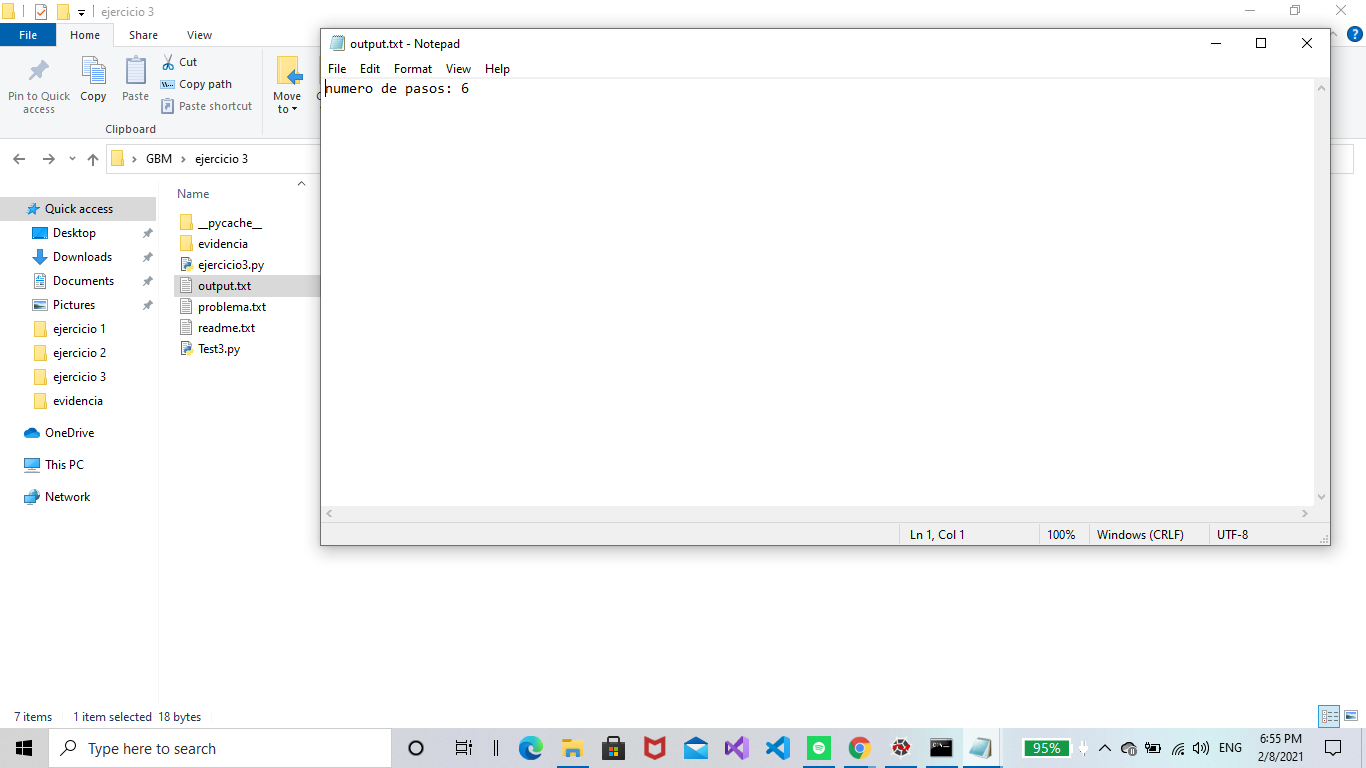 ejercicio 3
File Home Share View
Pin to Quick access
Copy
Paste
Cut
Copy path
Paste shortcut
Move to
Clipboard
GBM › ejercicio 3
Quick access
Desktop
Downloads
Documents
Pictures
ejercicio 1
ejercicio 2
ejercicio 3
evidencia
OneDrive
This PC
Network
Name
__pycache__
evidencia
ejercicio3.py
output.txt
problema.txt
readme.txt
Test3.py
output.txt - Notepad
File Edit Format View Help
numero de pasos: 6
Ln 1, Col 1 100% Windows (CRLF) UTF-8
7 items 1 item selected 18 bytes
Type here to search
95%
ENG
6:55 PM
2/8/2021